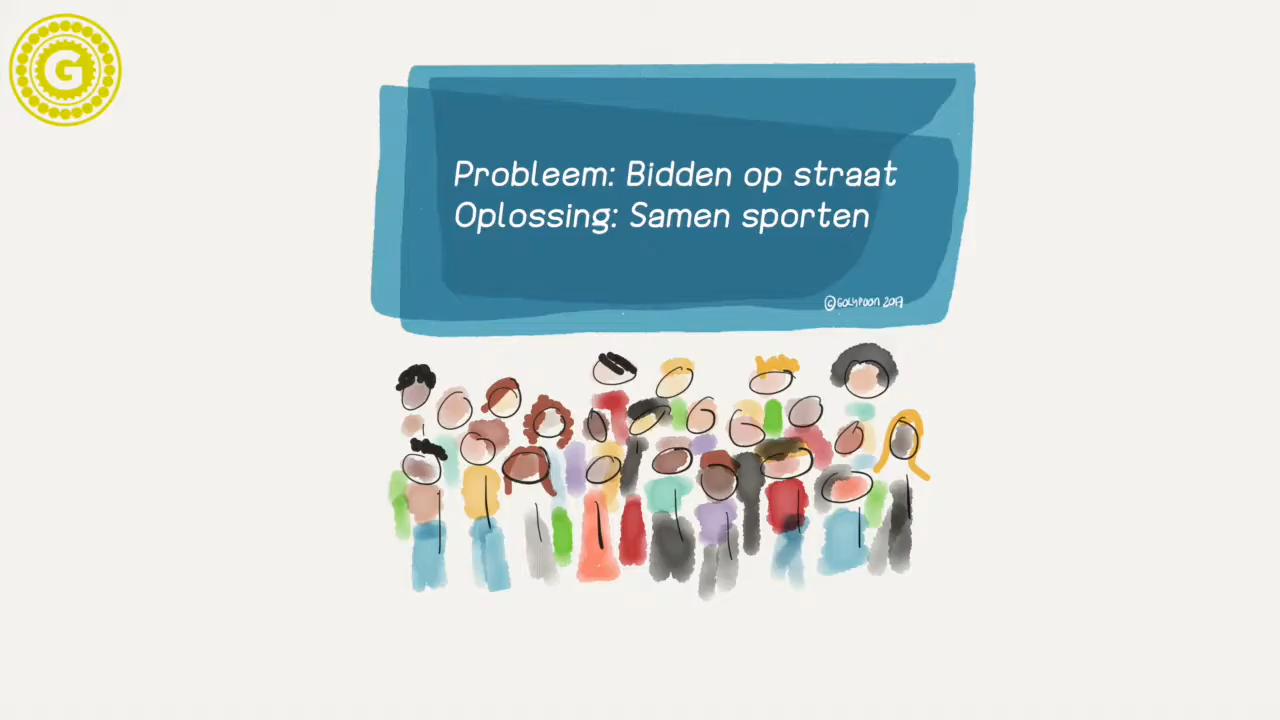 G
Probleem: Bidden op straat
Oplossing: Samen sporten
© GOLYPOON 2017